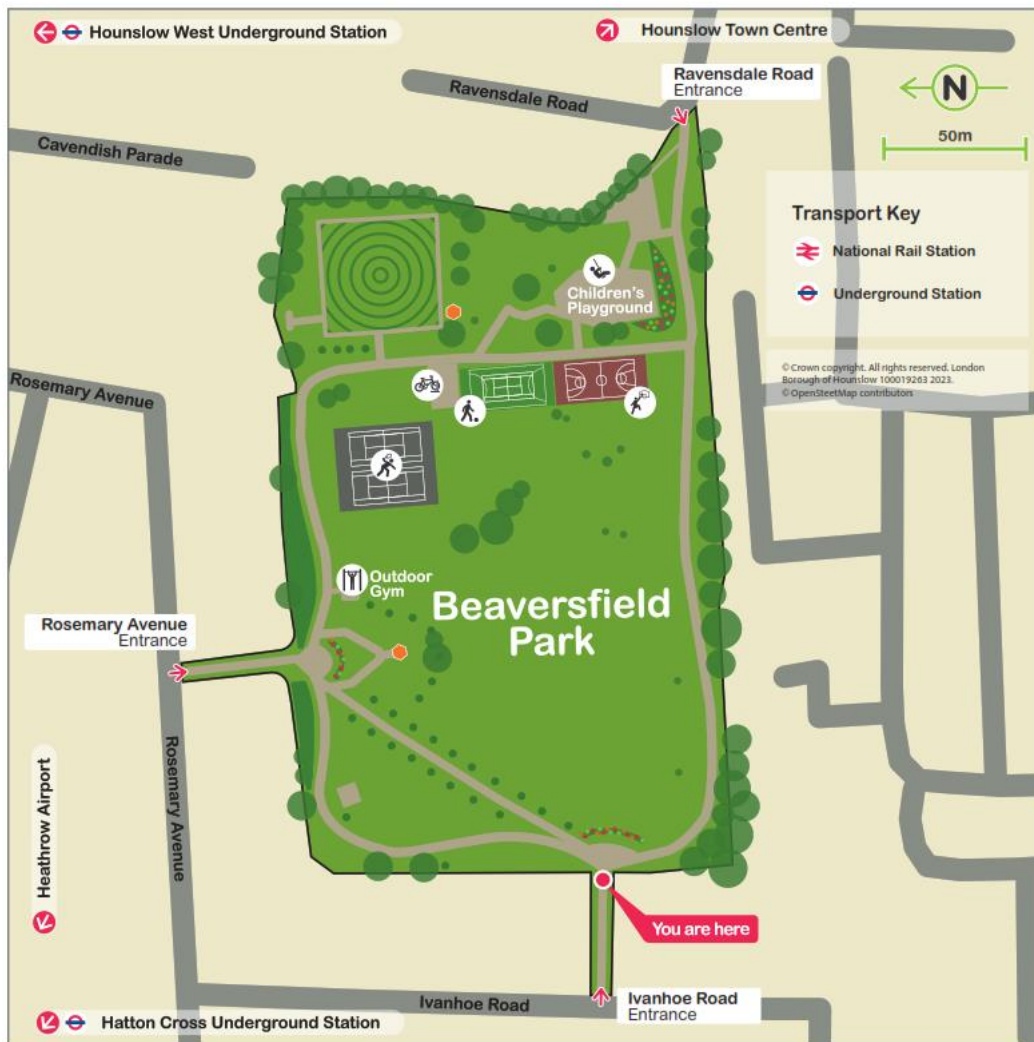 Hounslow West Underground Station
Hounslow Town Centre
Ravensdale Road
Entrance
Ravensdale Road
N
50m
Cavendish Parade
Transport Key
National Rail Station
Underground Station
© Crown copyright. All rights reserved. London
Borough of Hounslow 100019263 2023.
© OpenSteetMap contributors
Children's
Playground
Rosemary Avenue
Outdoor
Gym
Beaversfield
Park
Rosemary Avenue
Entrance
Rosemary Avenue
Heathrow Airport
You are here
Ivanhoe Road
Ivanhoe Road
Entrance
Hatton Cross Underground Station